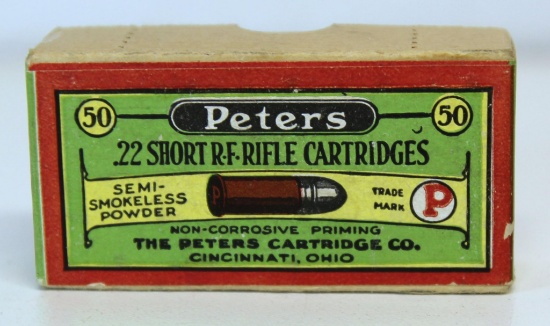 50 Peters 50
.22 SHORT R-F-RIFLE CARTRIDGES
SEMI-
SMOKELESS
POWDER
P
TRADE
MARK
P
NON-CORROSIVE PRIMING
THE PETERS CARTRIDGE CO.
CINCINNATI, OHIO